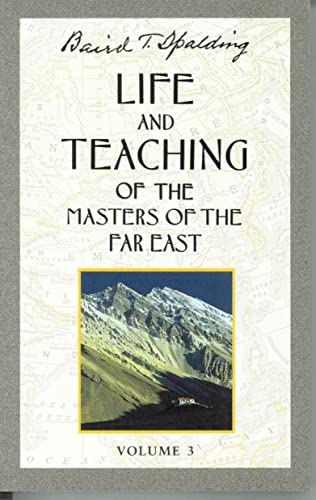 Baird T. Spalding
LIFE
AND
TEACHING
OF THE
MASTERS OF THE
FAR EAST
VOLUME 3